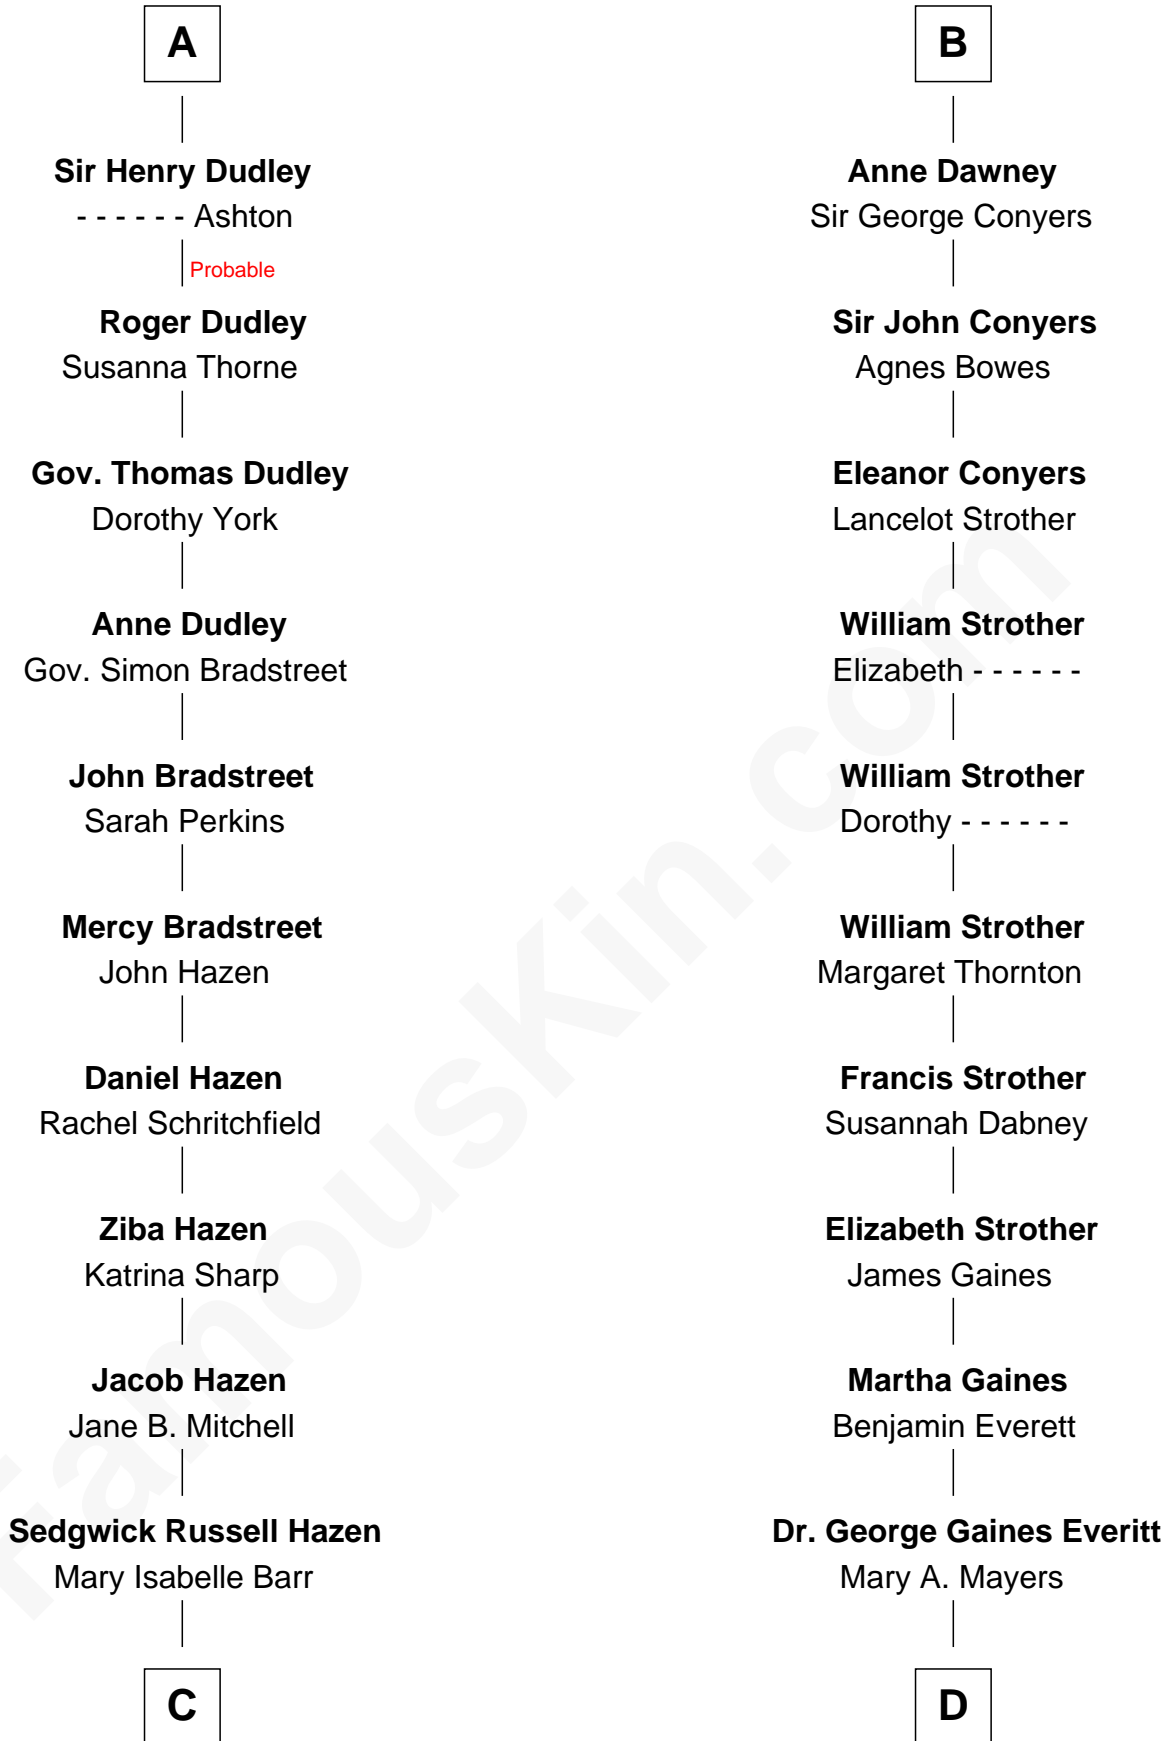 A
Sir Henry Dudley
- - - - - - Ashton
Probable
Roger Dudley
Susanna Thorne
Gov. Thomas Dudley
Dorothy York
Anne Dudley
Gov. Simon Bradstreet
John Bradstreet
Sarah Perkins
Mercy Bradstreet
John Hazen
Daniel Hazen
Rachel Schritchfield
Ziba Hazen
Katrina Sharp
Jacob Hazen
Jane B. Mitchell
Sedgwick Russell Hazen
Mary Isabelle Barr
C
B
Anne Dawney
Sir George Conyers
Sir John Conyers
Agnes Bowes
Eleanor Conyers
Lancelot Strother
William Strother
Elizabeth - - - - - -
William Strother
Dorothy - - - - - -
William Strother
Margaret Thornton
Francis Strother
Susannah Dabney
Elizabeth Strother
James Gaines
Martha Gaines
Benjamin Everett
Dr. George Gaines Everitt
Mary A. Mayers
D
FamousKin.com